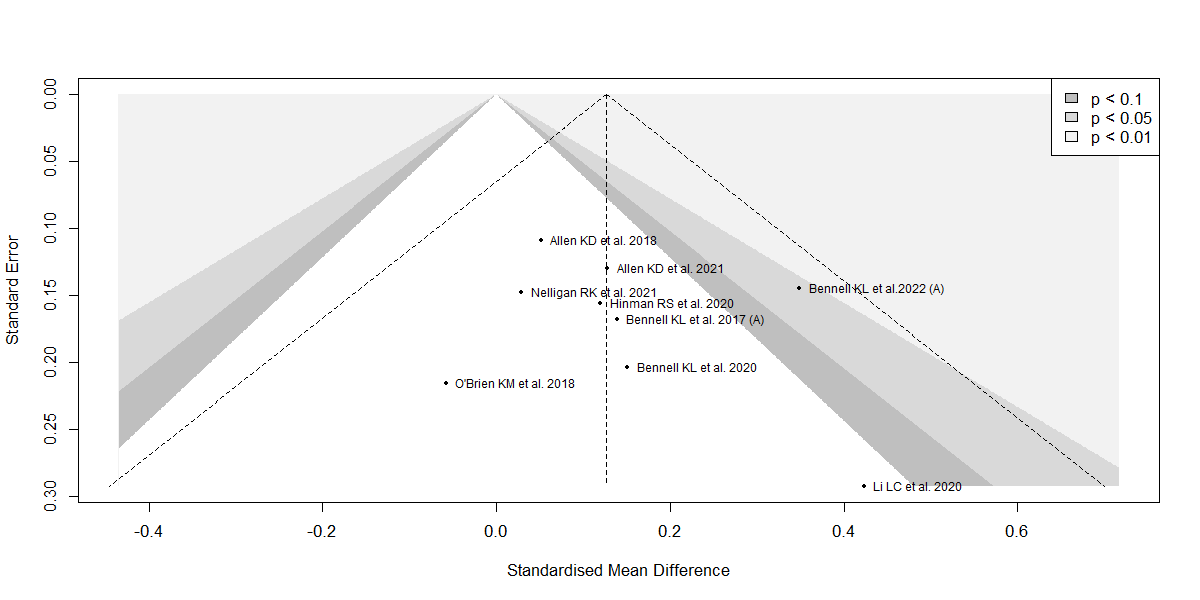 0.00
0.05
0.10
0.15
0.20
0.25
0.30
Standard Error
p < 0.1
p < 0.05
p < 0.01
Allen KD et al. 2018
Allen KD et al. 2021
Bennell KL et al.2022 (A)
Nelligan RK et al. 2021
Hinman RS et al. 2020
Bennell KL et al. 2017 (A)
Bennell KL et al. 2020
O'Brien KM et al. 2018
Li LC et al. 2020
-0.4
-0.2
0.0
0.2
0.4
0.6
Standardised Mean Difference